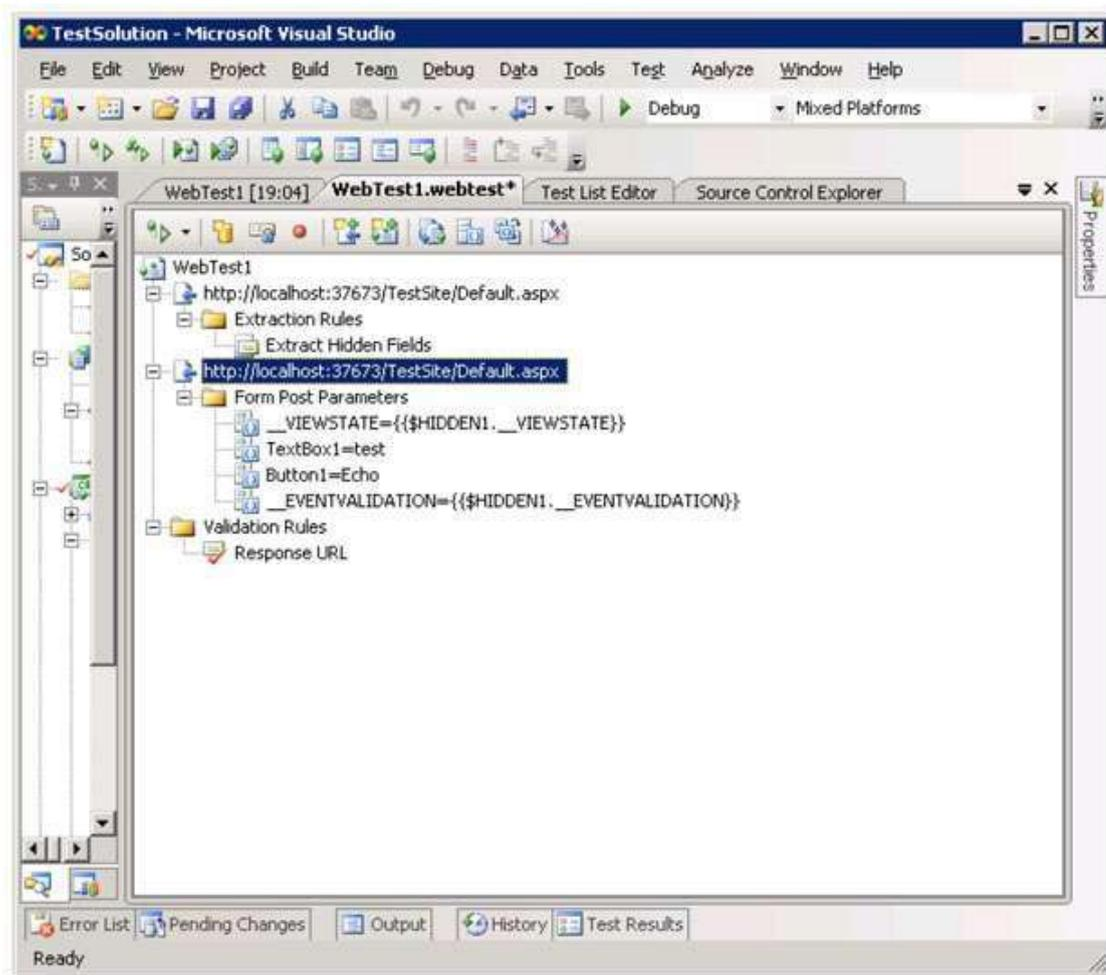 TestSolution - Microsoft Visual Studio
File Edit View Project Build Team Debug Data Tools Test Analyze Window Help
Debug Mixed Platforms
S.
WebTest1 [19:04] WebTest1.webtest* Test List Editor Source Control Explorer
Properties
So
WebTest1
http://localhost:37673/TestSite/Default.aspx
Extraction Rules
Extract Hidden Fields
http://localhost:37673/TestSite/Default.aspx
Form Post Parameters
__VIEWSTATE={{$HIDDEN1.__VIEWSTATE}}
TextBox1=test
Button1=Echo
__EVENTVALIDATION={{$HIDDEN1.__EVENTVALIDATION}}
Validation Rules
Response URL
Error List Pending Changes Output History Test Results
Ready